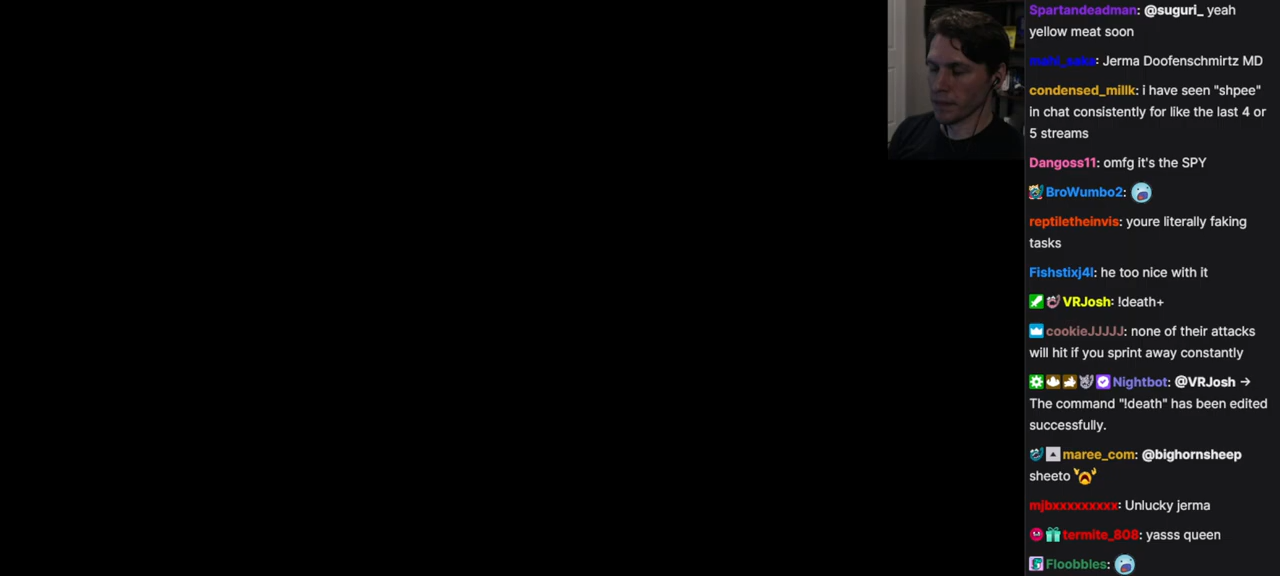 Spartandeadman: @suguri_ yeah
yellow meat soon
mahi_saka: Jerma Doofenschmirtz MD
condensed_millk: i have seen "shpee"
in chat consistently for like the last 4 or
5 streams
Dangoss11: omfg it's the SPY
BroWumbo2:
reptiletheinvis: youre literally faking
tasks
Fishstixj4l: he too nice with it
VRJosh: !death+
cookieJJJJJ: none of their attacks
will hit if you sprint away constantly
Nightbot: @VRJosh →
The command "!death" has been edited
successfully.
maree_com: @bighornsheep
sheeto
mjbxxxxxxxxx: Unlucky jerma
termite_808: yasss queen
Floobbles: